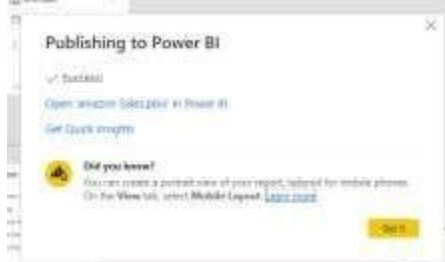 Publishing to Power BI
Success
Open 'amazon Sales.pbix' in Power BI
Get Quick Insights
Did you know?
You can create a portrait view of your report, tailored for mobile phones.
On the View tab, select Mobile Layout. Learn more
Got it